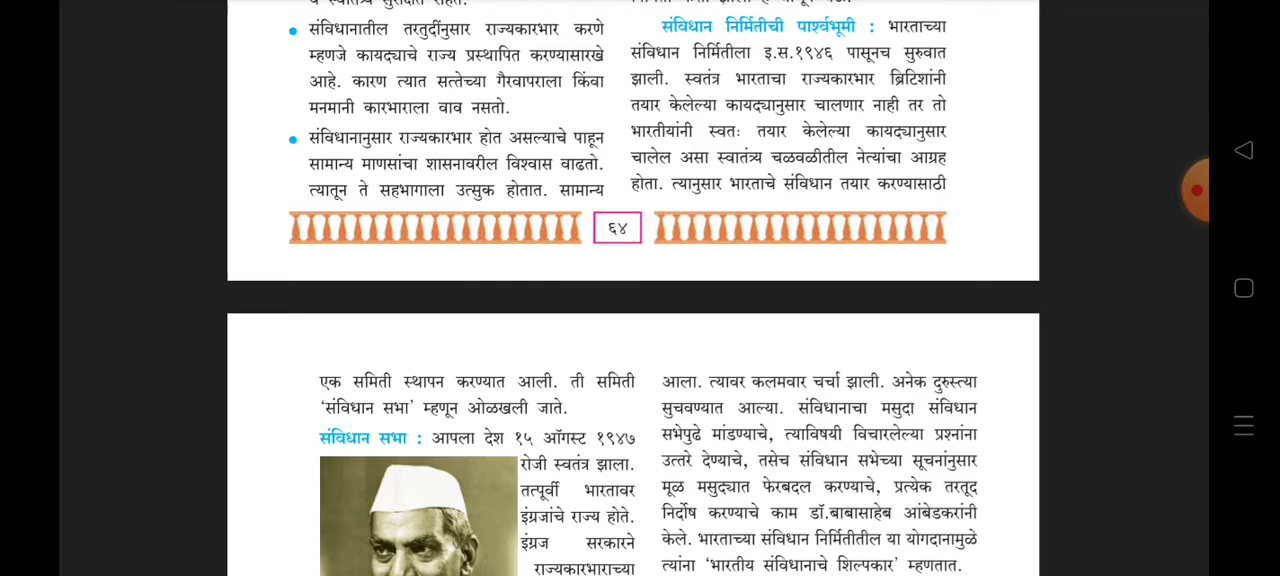 संविधानातील तरतुदींनुसार राज्यकारभार करणे
म्हणजे कायद्याचे राज्य प्रस्थापित करण्यासारखे
आहे. कारण त्यात सत्तेच्या गैरवापराला किंवा
मनमानी कारभाराला वाव नसतो.
संविधानानुसार राज्यकारभार होत असल्याचे पाहून
सामान्य माणसांचा शासनावरील विश्वास वाढतो.
त्यातून ते सहभागाला उत्सुक होतात. सामान्य
संविधान निर्मितीची पार्श्वभूमी : भारताच्या
संविधान निर्मितीला इ.स.१९४६ पासूनच सुरुवात
झाली. स्वतंत्र भारताचा राज्यकारभार ब्रिटिशांनी
तयार केलेल्या कायद्यानुसार चालणार नाही तर तो
भारतीयांनी स्वतः तयार केलेल्या कायद्यानुसार
चालेल असा स्वातंत्र्य चळवळीतील नेत्यांचा आग्रह
होता. त्यानुसार भारताचे संविधान तयार करण्यासाठी
६४
एक समिती स्थापन करण्यात आली. ती समिती
‘संविधान सभा’ म्हणून ओळखली जाते.
संविधान सभा : आपला देश १५ ऑगस्ट १९४७
रोजी स्वतंत्र झाला.
तत्पूर्वी भारतावर
इंग्रजांचे राज्य होते.
इंग्रज सरकारने
राज्यकारभाराच्या
आला. त्यावर कलमवार चर्चा झाली. अनेक दुरुस्त्या
सुचवण्यात आल्या. संविधानाचा मसुदा संविधान
सभेपुढे मांडण्याचे, त्याविषयी विचारलेल्या प्रश्नांना
उत्तरे देण्याचे, तसेच संविधान सभेच्या सूचनांनुसार
मूळ मसुद्यात फेरबदल करण्याचे, प्रत्येक तरतूद
निर्दोष करण्याचे काम डॉ.बाबासाहेब आंबेडकरांनी
केले. भारताच्या संविधान निर्मितीतील या योगदानामुळे
त्यांना ‘भारतीय संविधानाचे शिल्पकार’ म्हणतात.